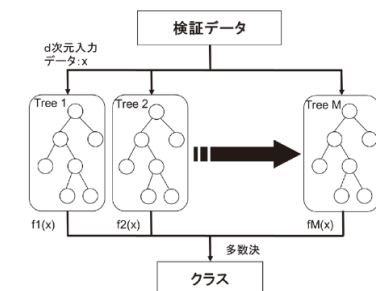 検証データ
d次元入力
データ:x
Tree 1
Tree 2
Tree M
f1(x)
f2(x)
fM(x)
多数決
クラス